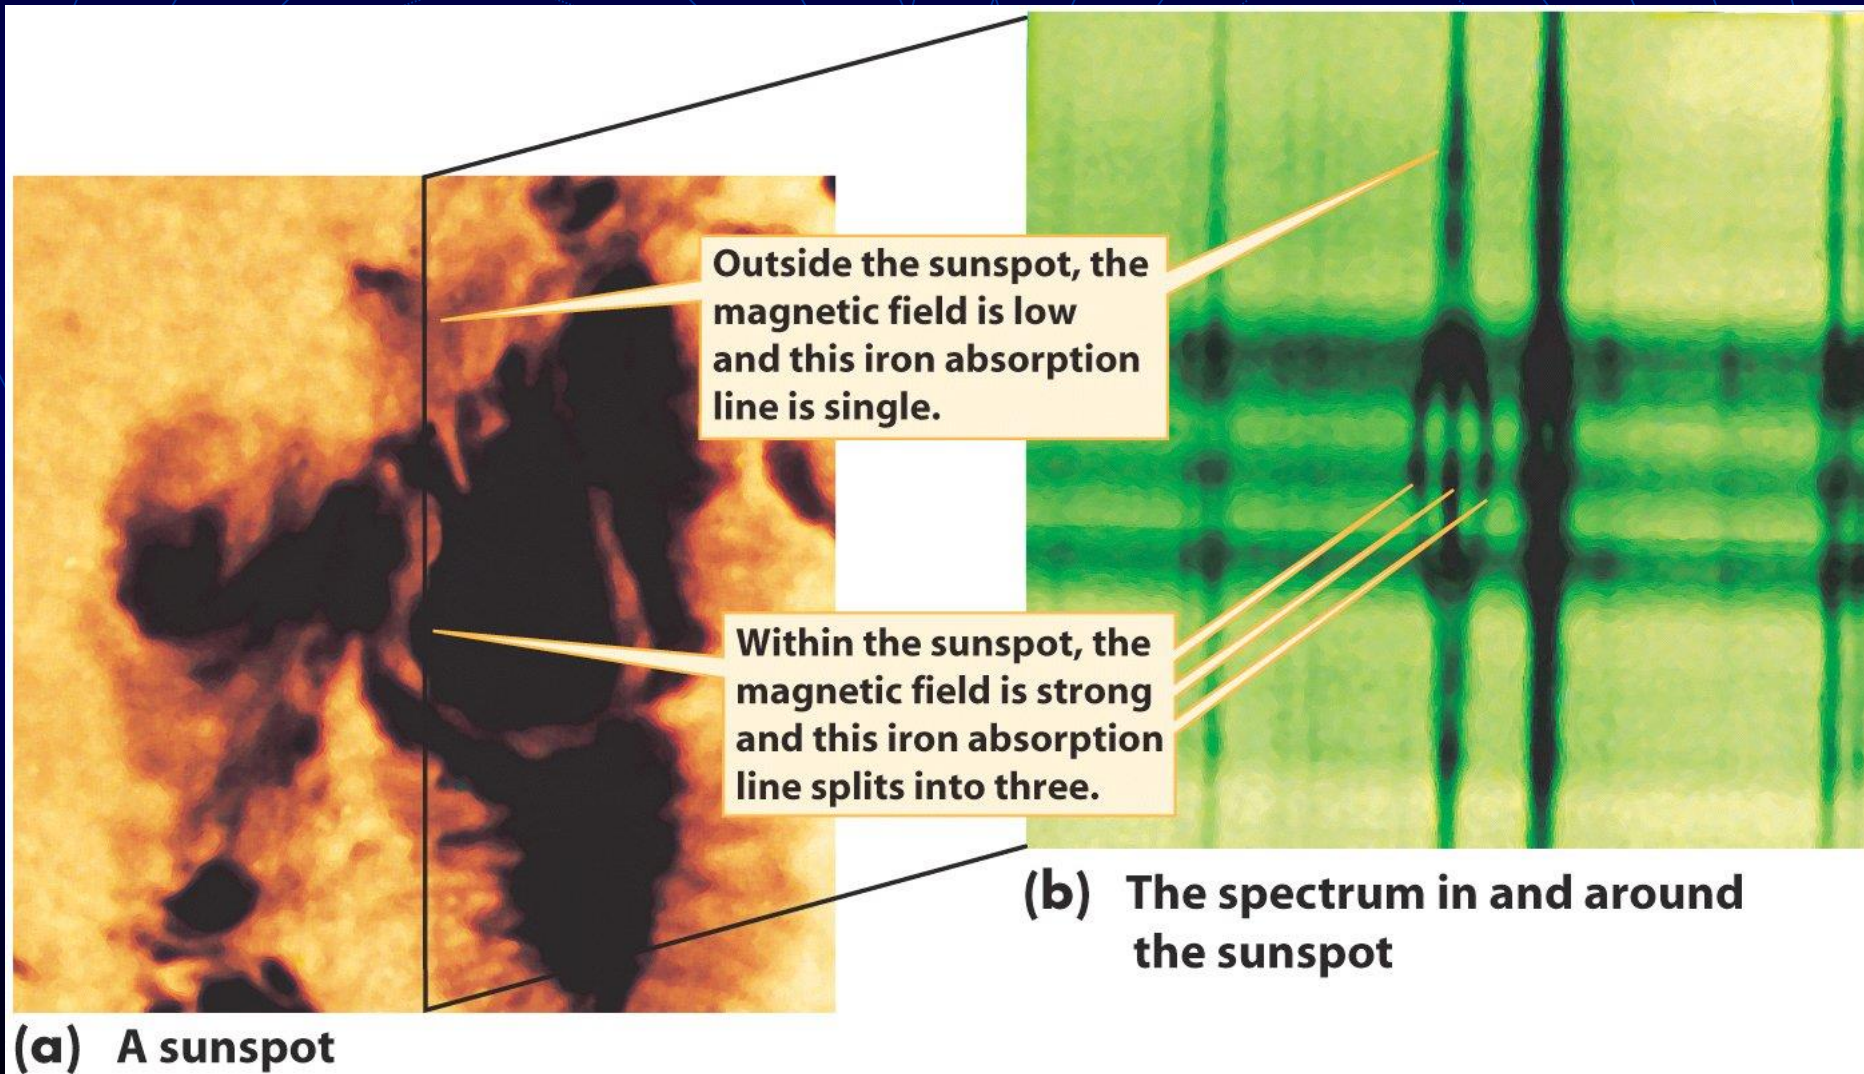 Outside the sunspot, the
magnetic field is low
and this iron absorption
line is single.
Within the sunspot, the
magnetic field is strong
and this iron absorption
line splits into three.
(a) A sunspot
(b) The spectrum in and around
the sunspot